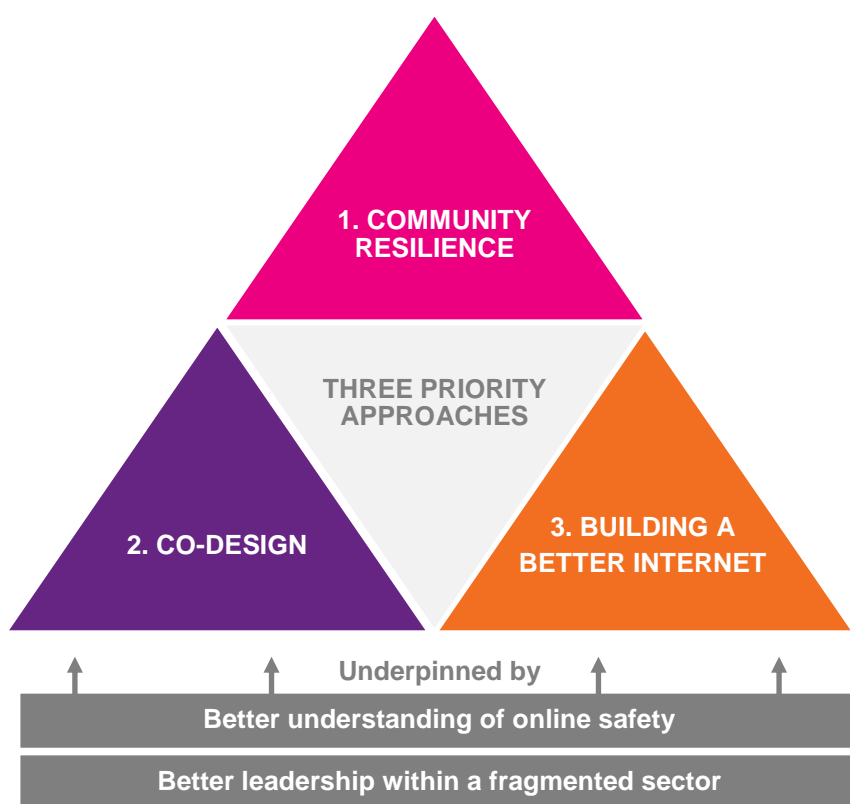 1. COMMUNITY
RESILIENCE
THREE PRIORITY
APPROACHES
2. CO-DESIGN
3. BUILDING A
BETTER INTERNET
Underpinned by
Better understanding of online safety
Better leadership within a fragmented sector